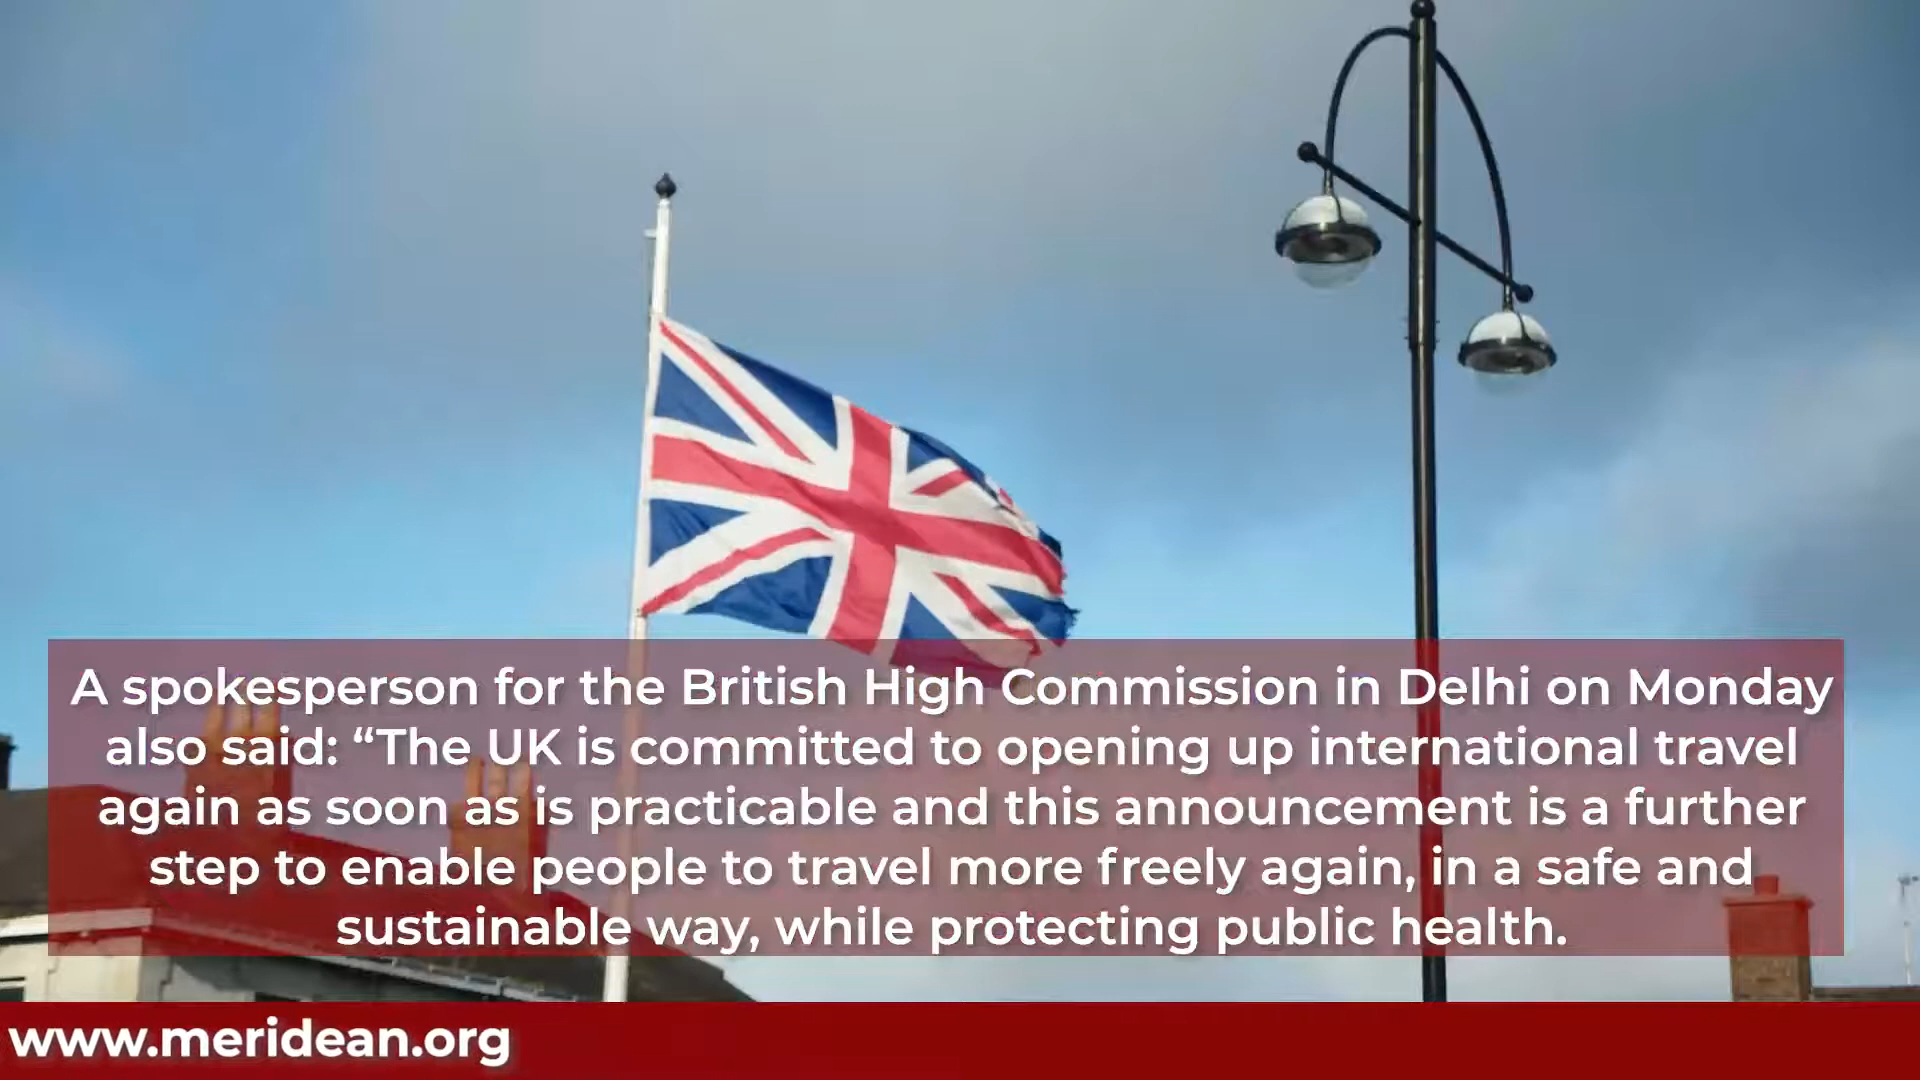 A spokesperson for the British High Commission in Delhi on Monday
also said: “The UK is committed to opening up international travel
again as soon as is practicable and this announcement is a further
step to enable people to travel more freely again, in a safe and
sustainable way, while protecting public health.
www.meridean.org